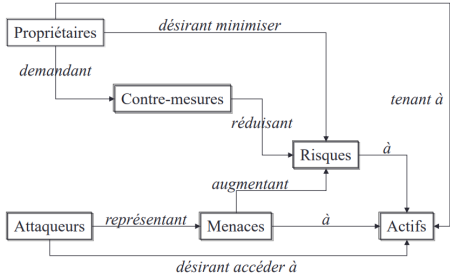 Propriétaires
désirant minimiser
demandant
Contre-mesures
tenant à
réduisant
Risques
à
augmentant
Attaqueurs
représentant
Menaces
à
Actifs
désirant accéder à